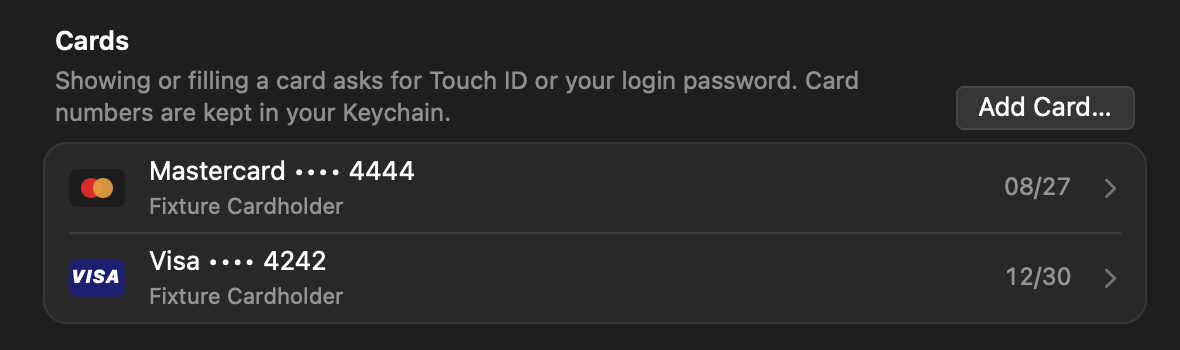 Cards
Showing or filling a card asks for Touch ID or your login password. Card
numbers are kept in your Keychain.
Add Card...
Mastercard •••• 4444
Fixture Cardholder
08/27
VISA
Visa •••• 4242
Fixture Cardholder
12/30